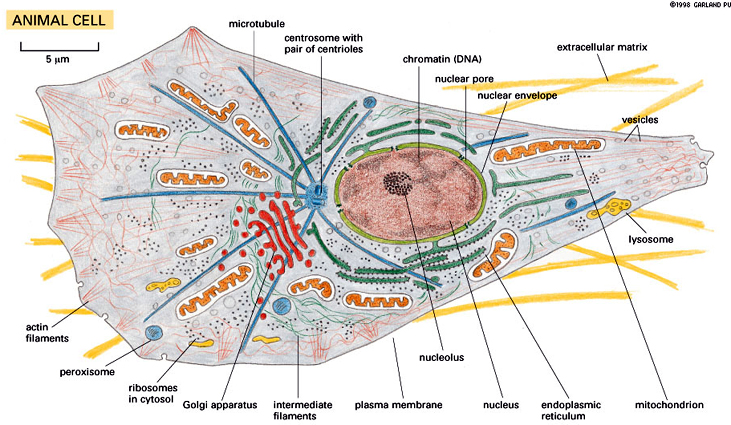 ©1998 GARLAND PU
ANIMAL CELL
5 µm
microtubule
centrosome with
pair of centrioles
chromatin (DNA)
nuclear pore
nuclear envelope
extracellular matrix
vesicles
lysosome
actin
filaments
peroxisome
ribosomes
in cytosol
Golgi apparatus
intermediate
filaments
plasma membrane
nucleolus
nucleus
endoplasmic
reticulum
mitochondrion